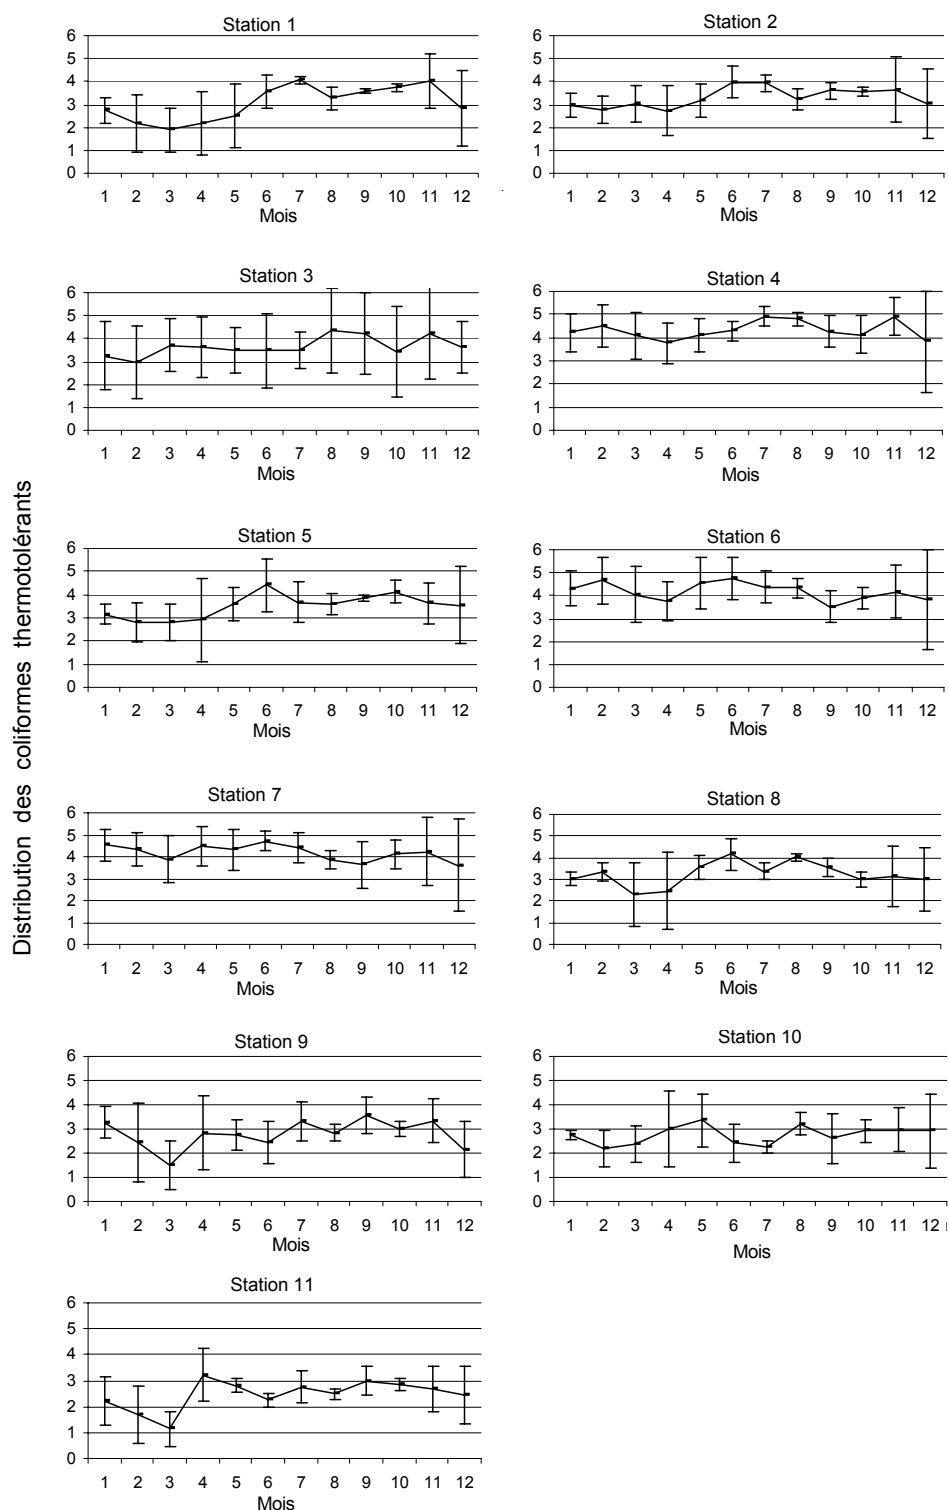 Distribution des coliformes thermotolérants
Station 1
6
5
4
3
2
1
0
1 2 3 4 5 6 7 8 9 10 11 12
Mois
Station 2
6
5
4
3
2
1
0
1 2 3 4 5 6 7 8 9 10 11 12
Mois
Station 3
6
5
4
3
2
1
0
1 2 3 4 5 6 7 8 9 10 11 12
Mois
Station 4
6
5
4
3
2
1
0
1 2 3 4 5 6 7 8 9 10 11 12
Mois
Station 5
6
5
4
3
2
1
0
1 2 3 4 5 6 7 8 9 10 11 12
Mois
Station 6
6
5
4
3
2
1
0
1 2 3 4 5 6 7 8 9 10 11 12
Mois
Station 7
6
5
4
3
2
1
0
1 2 3 4 5 6 7 8 9 10 11 12
Mois
Station 8
6
5
4
3
2
1
0
1 2 3 4 5 6 7 8 9 10 11 12
Mois
Station 9
6
5
4
3
2
1
0
1 2 3 4 5 6 7 8 9 10 11 12
Mois
Station 10
6
5
4
3
2
1
0
1 2 3 4 5 6 7 8 9 10 11 12
Mois
Station 11
6
5
4
3
2
1
0
1 2 3 4 5 6 7 8 9 10 11 12
Mois